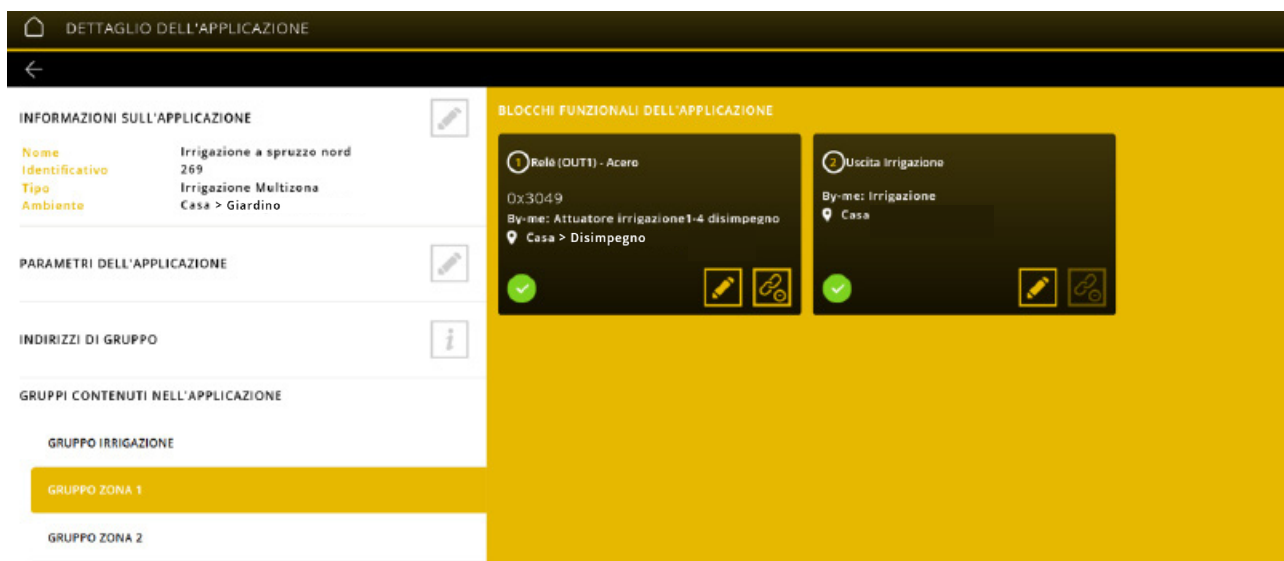 DETTAGLIO DELL'APPLICAZIONE
INFORMAZIONI SULL'APPLICAZIONE
Nome Irrigazione a spruzzo nord
Identificativo 269
Tipo Irrigazione Multizona
Ambiente Casa > Giardino
PARAMETRI DELL'APPLICAZIONE
INDIRIZZI DI GRUPPO
i
GRUPPI CONTENUTI NELL'APPLICAZIONE
GRUPPO IRRIGAZIONE
GRUPPO ZONA 1
GRUPPO ZONA 2
BLOCCHI FUNZIONALI DELL'APPLICAZIONE
1 Relè (OUT1) - Acero
0x3049
By-me: Attuatore irrigazione1-4 disimpegno
Casa > Disimpegno
2 Uscita Irrigazione
By-me: Irrigazione
Casa